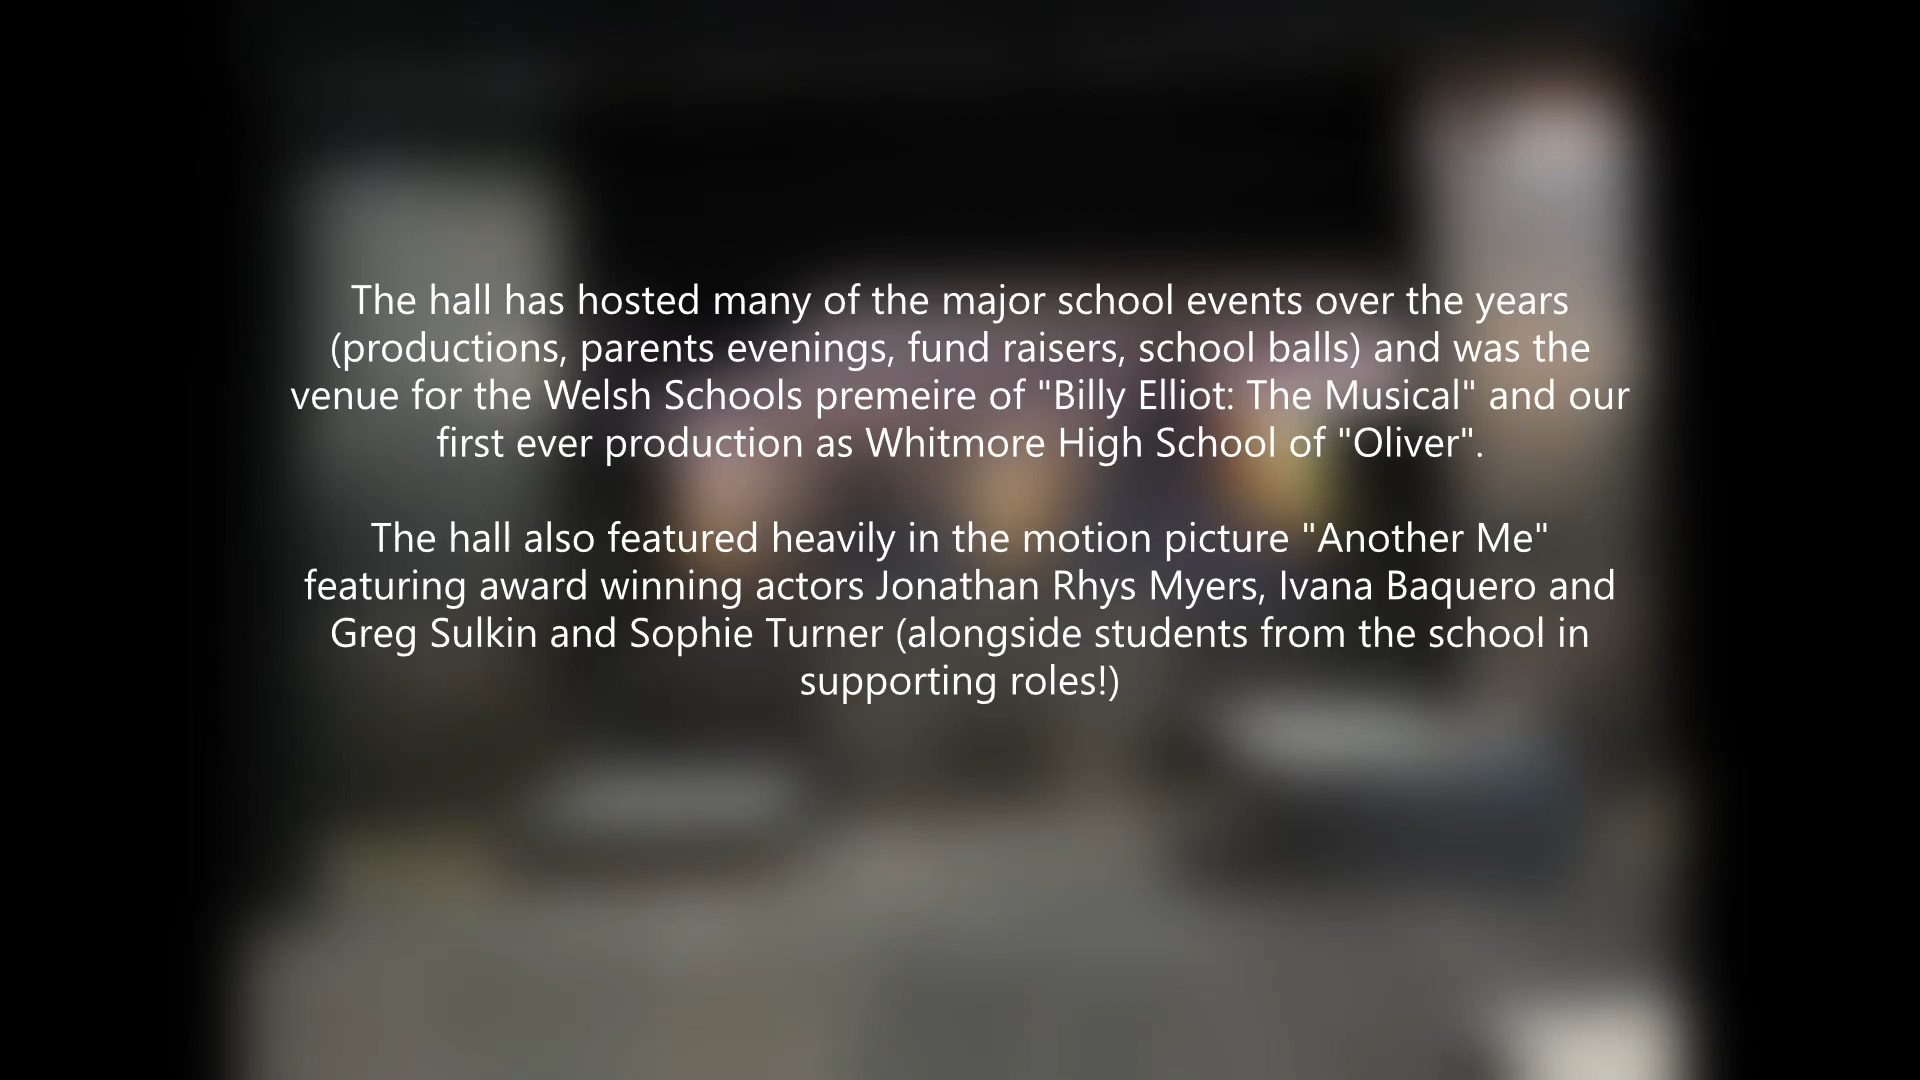 The hall has hosted many of the major school events over the years
(productions, parents evenings, fund raisers, school balls) and was the
venue for the Welsh Schools premeire of "Billy Elliot: The Musical" and our
first ever production as Whitmore High School of "Oliver".
The hall also featured heavily in the motion picture "Another Me"
featuring award winning actors Jonathan Rhys Myers, Ivana Baquero and
Greg Sulkin and Sophie Turner (alongside students from the school in
supporting roles!)